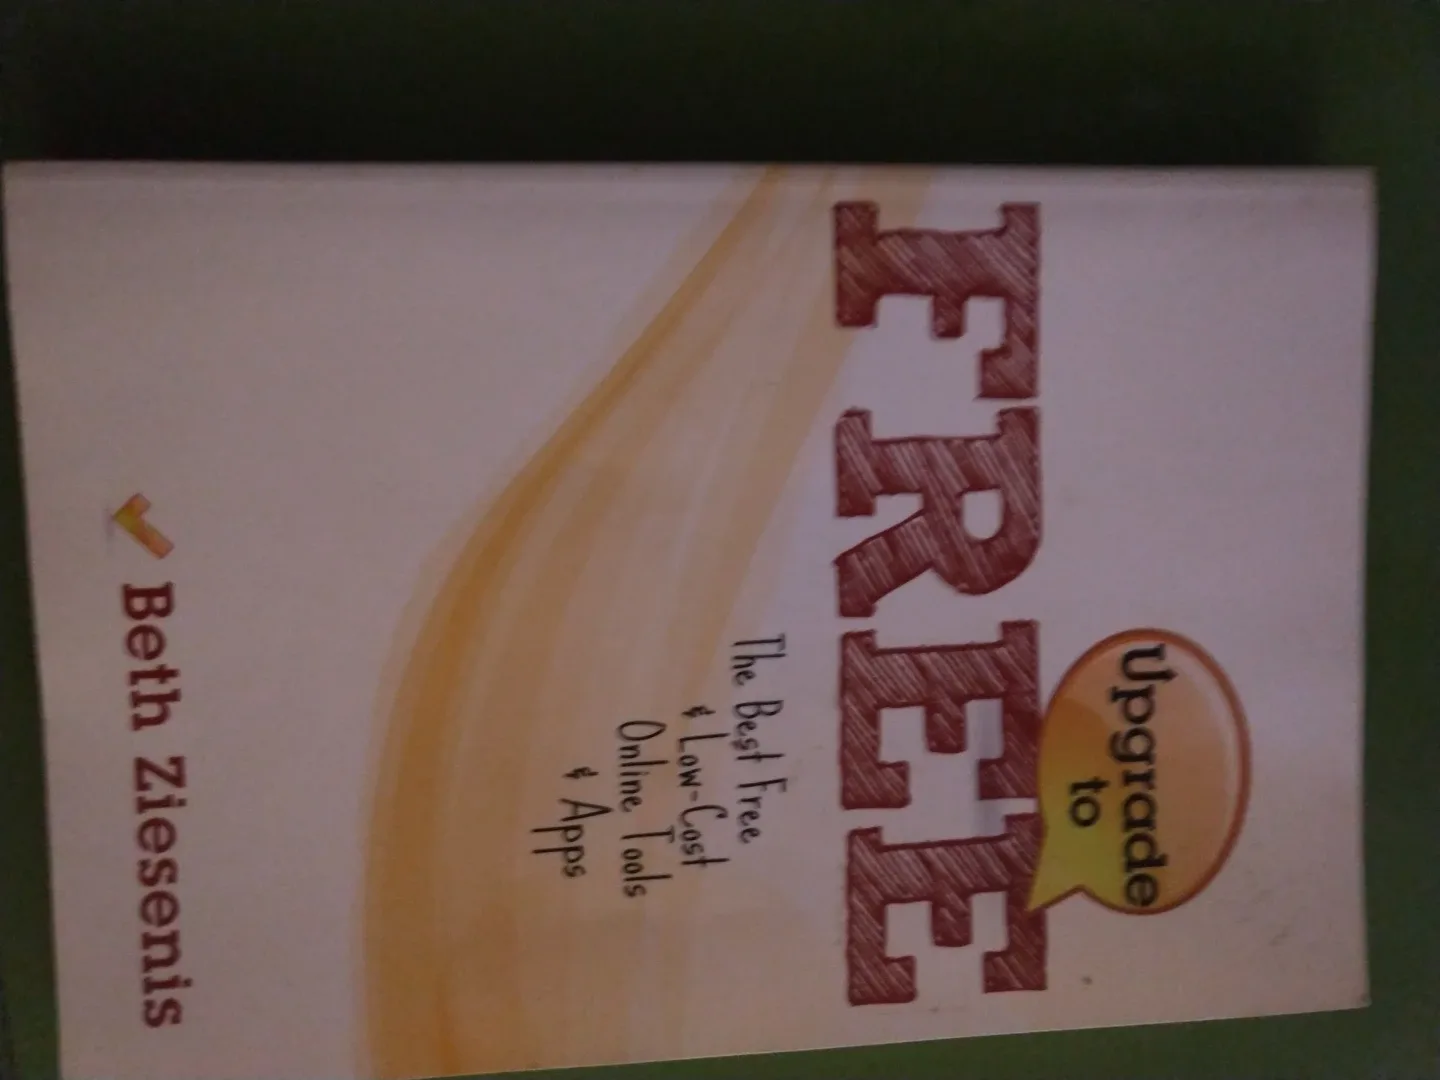 Upgrade
to
FREE
The Best Free
& Low-Cost
Online Tools
& Apps
Beth Ziesenis